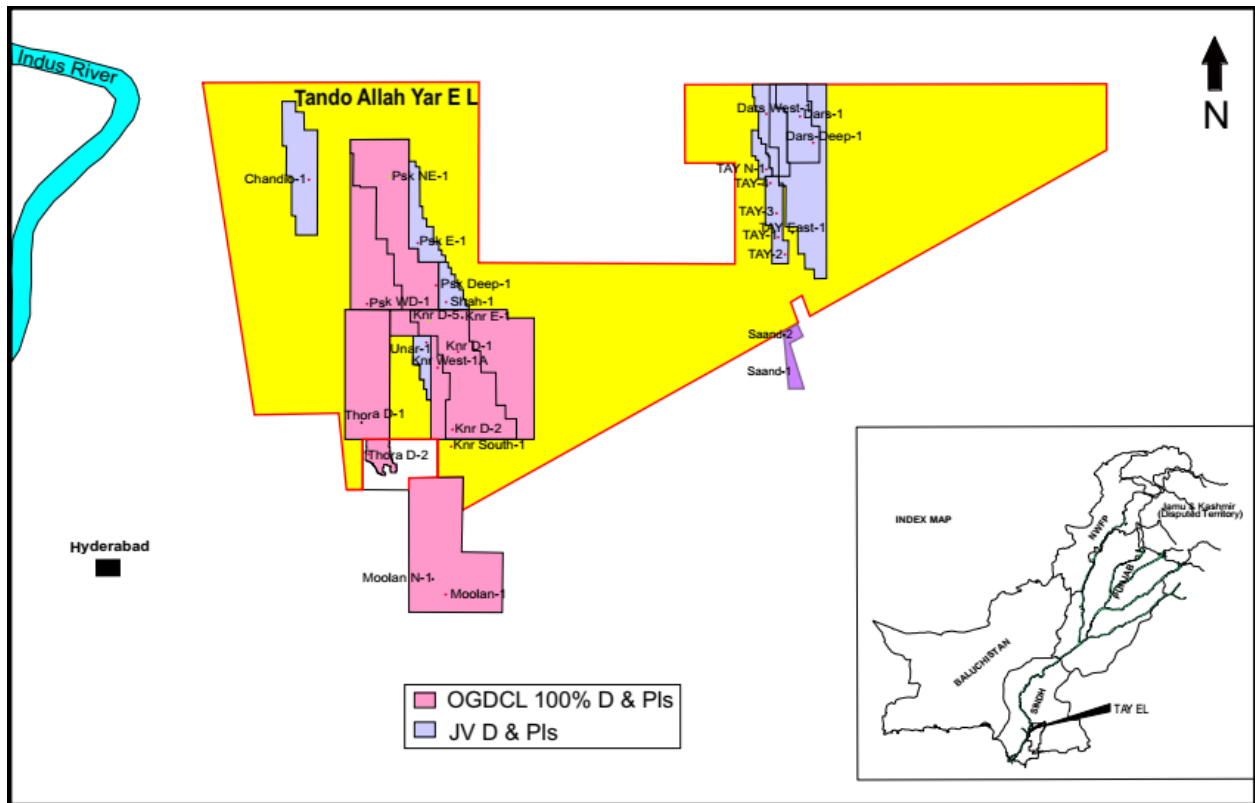 Indus River
Tando Allah Yar E L
N
Dars West-1
Dars-1
Dars-Deep-1
Chandio-1
Psk NE-1
TAY N-1
TAY-4
TAY-3
TAY East-1
TAY-1
TAY-2
Psk E-1
Psk Deep-1
Psk WD-1
Shah-1
Knr D-5
Knr E-1
Saand-2
Unar-1
Knr D-1
Knr West-1A
Saand-1
Thora D-1
Knr D-2
Knr South-1
Thora D-2
Hyderabad
Moolan N-1
Moolan-1
OGDCL 100% D & Pls
JV D & Pls
INDEX MAP
Jamu & Kashmir
(Disputed Territory)
NWFP
PUNJAB
BALUCHISTAN
SINDH
TAY EL